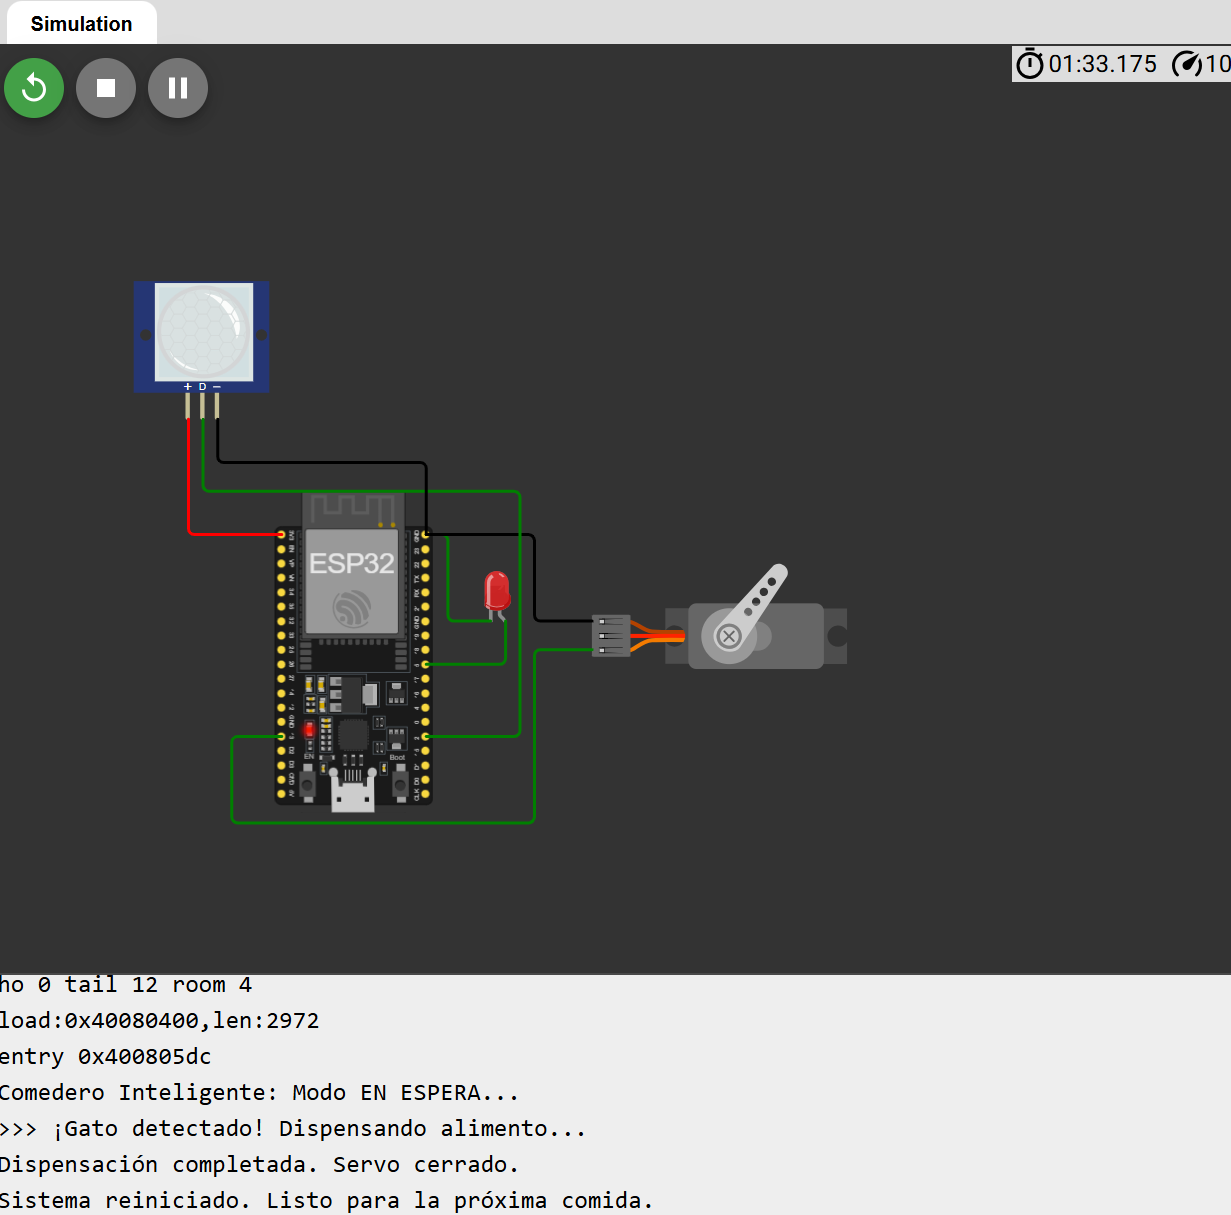 Simulation
01:33.175 10
+ D −
ESP32
EN
Boot
ho 0 tail 12 room 4
load:0x40080400,len:2972
entry 0x400805dc
Comedero Inteligente: Modo EN ESPERA...
>>> ¡Gato detectado! Dispensando alimento...
Dispensación completada. Servo cerrado.
Sistema reiniciado. Listo para la próxima comida.